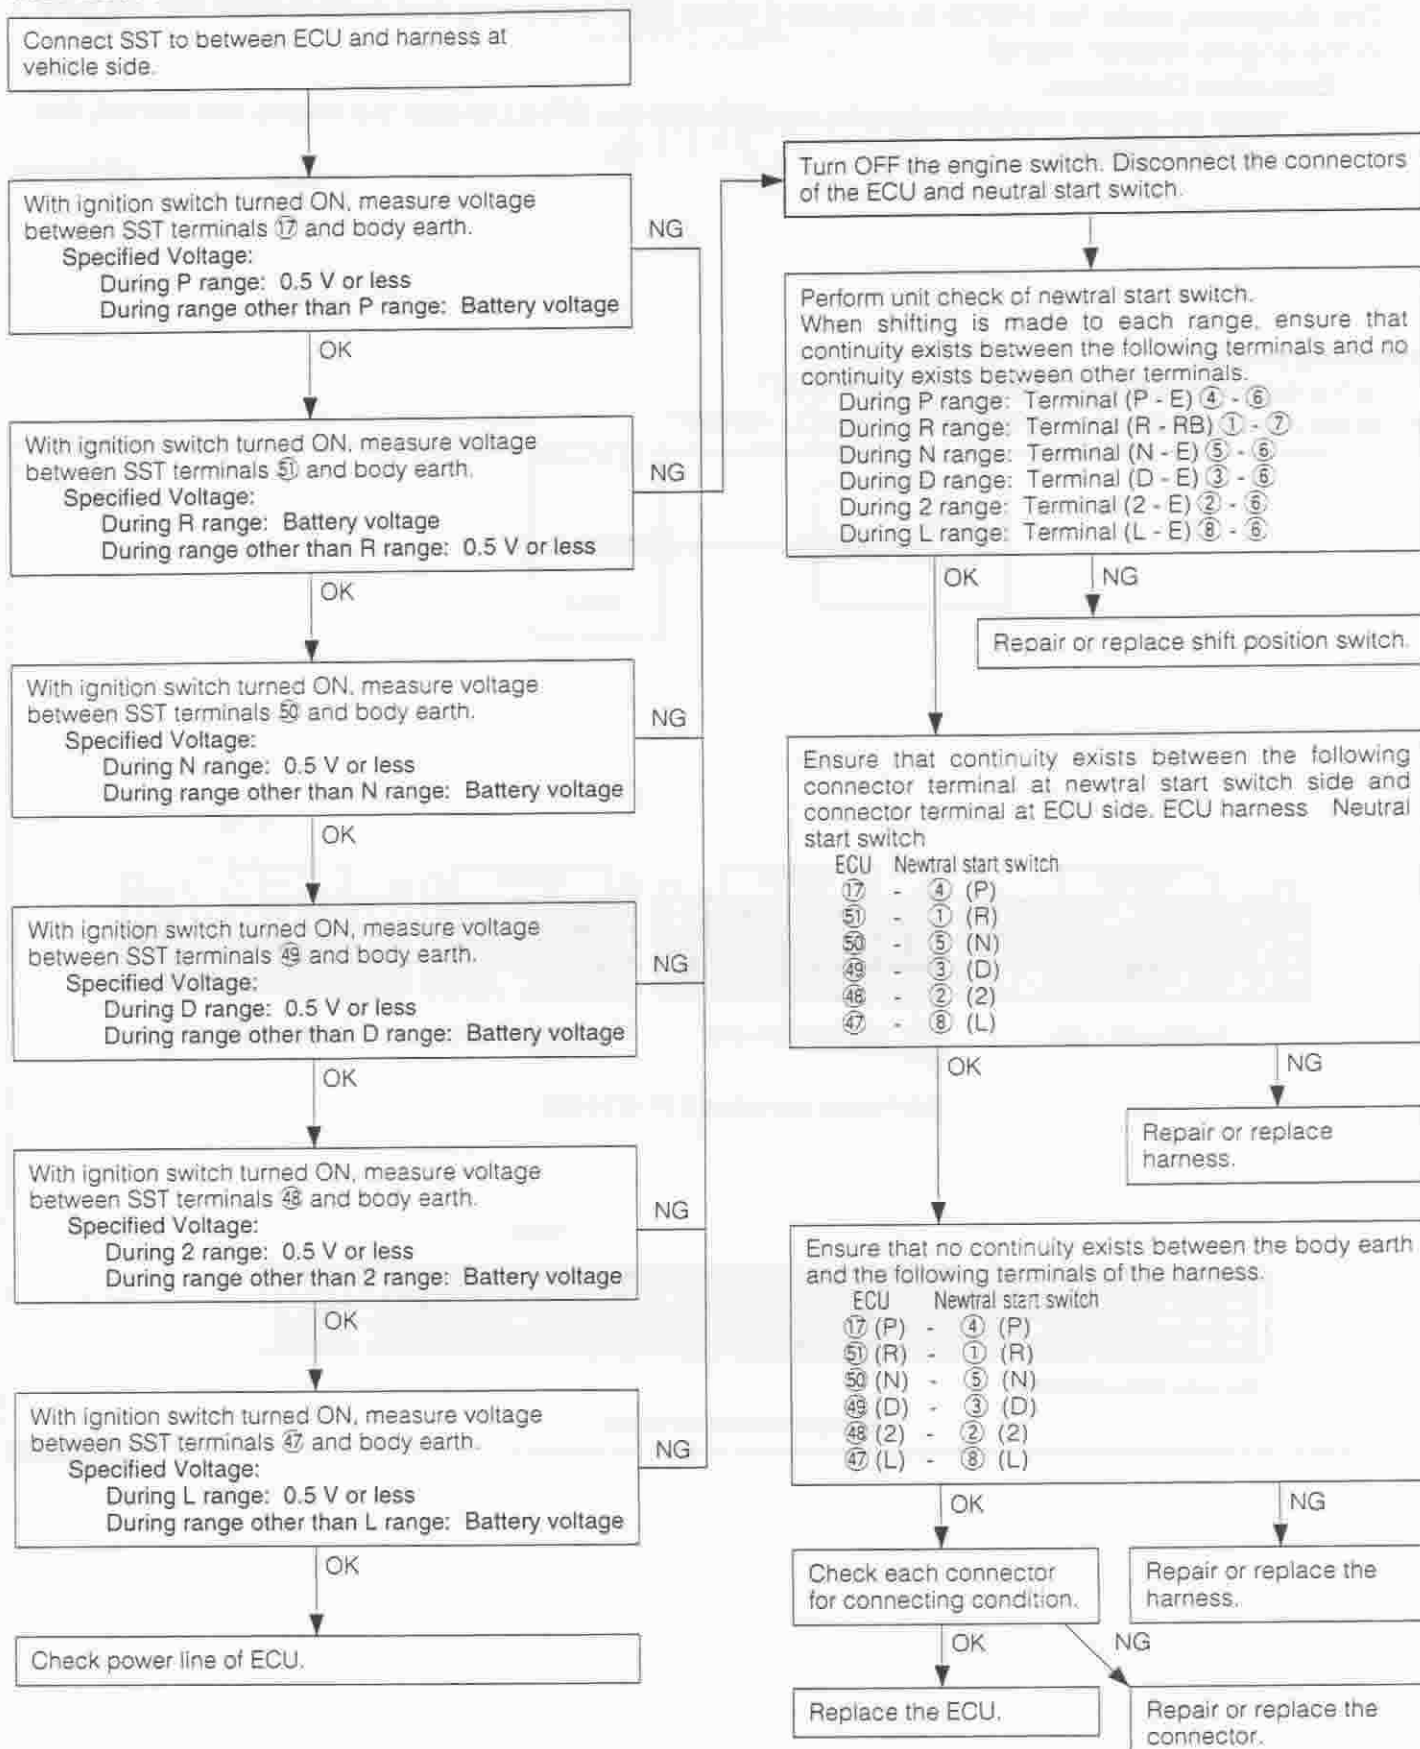 Connect SST to between ECU and harness at
vehicle side.
With ignition switch turned ON, measure voltage
between SST terminals ⑰ and body earth.
Specified Voltage:
During P range: 0.5 V or less
During range other than P range: Battery voltage
NG
OK
With ignition switch turned ON, measure voltage
between SST terminals 51 and body earth.
Specified Voltage:
During R range: Battery voltage
During range other than R range: 0.5 V or less
NG
OK
With ignition switch turned ON, measure voltage
between SST terminals ㊿ and body earth.
Specified Voltage:
During N range: 0.5 V or less
During range other than N range: Battery voltage
NG
OK
With ignition switch turned ON, measure voltage
between SST terminals ㊾ and body earth.
Specified Voltage:
During D range: 0.5 V or less
During range other than D range: Battery voltage
NG
OK
With ignition switch turned ON, measure voltage
between SST terminals ㊽ and body earth.
Specified Voltage:
During 2 range: 0.5 V or less
During range other than 2 range: Battery voltage
NG
OK
With ignition switch turned ON, measure voltage
between SST terminals ㊼ and body earth.
Specified Voltage:
During L range: 0.5 V or less
During range other than L range: Battery voltage
NG
OK
Check power line of ECU.
Turn OFF the engine switch. Disconnect the connectors
of the ECU and neutral start switch.
Perform unit check of newtral start switch.
When shifting is made to each range, ensure that
continuity exists between the following terminals and no
continuity exists between other terminals.
During P range: Terminal (P - E) ④ - ⑥
During R range: Terminal (R - RB) ① - ⑦
During N range: Terminal (N - E) ⑤ - ⑥
During D range: Terminal (D - E) ③ - ⑥
During 2 range: Terminal (2 - E) ② - ⑥
During L range: Terminal (L - E) ⑧ - ⑥
OK NG
Repair or replace shift position switch.
Ensure that continuity exists between the following
connector terminal at newtral start switch side and
connector terminal at ECU side. ECU harness Neutral
start switch
ECU Newtral start switch
⑰ - ④ (P)
51 - ① (R)
㊿ - ⑤ (N)
㊾ - ③ (D)
㊽ - ② (2)
㊼ - ⑧ (L)
OK NG
Repair or replace
harness.
Ensure that no continuity exists between the body earth
and the following terminals of the harness.
ECU Newtral start switch
⑰ (P) - ④ (P)
51 (R) - ① (R)
㊿ (N) - ⑤ (N)
㊾ (D) - ③ (D)
㊽ (2) - ② (2)
㊼ (L) - ⑧ (L)
OK NG
Check each connector
for connecting condition.
Repair or replace the
harness.
OK NG
Replace the ECU.
Repair or replace the
connector.